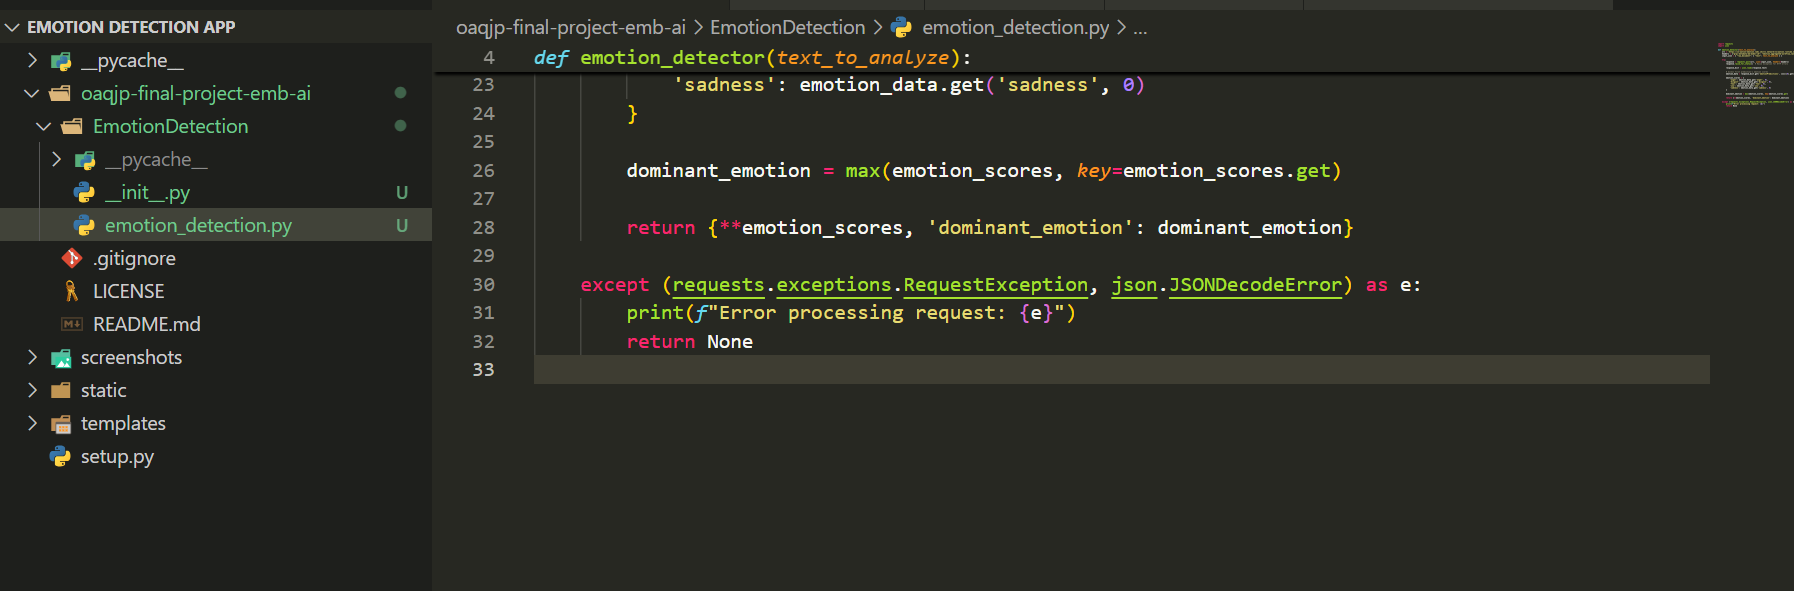 EMOTION DETECTION APP
__pycache__
oaqjp-final-project-emb-ai
EmotionDetection
__pycache__
__init__.py U
emotion_detection.py U
.gitignore
LICENSE
README.md
screenshots
static
templates
setup.py
oaqjp-final-project-emb-ai > EmotionDetection > emotion_detection.py > ...
4 def emotion_detector(text_to_analyze):
23 'sadness': emotion_data.get('sadness', 0)
24 }
25
26 dominant_emotion = max(emotion_scores, key=emotion_scores.get)
27
28 return {**emotion_scores, 'dominant_emotion': dominant_emotion}
29
30 except (requests.exceptions.RequestException, json.JSONDecodeError) as e:
31 print(f"Error processing request: {e}")
32 return None
33